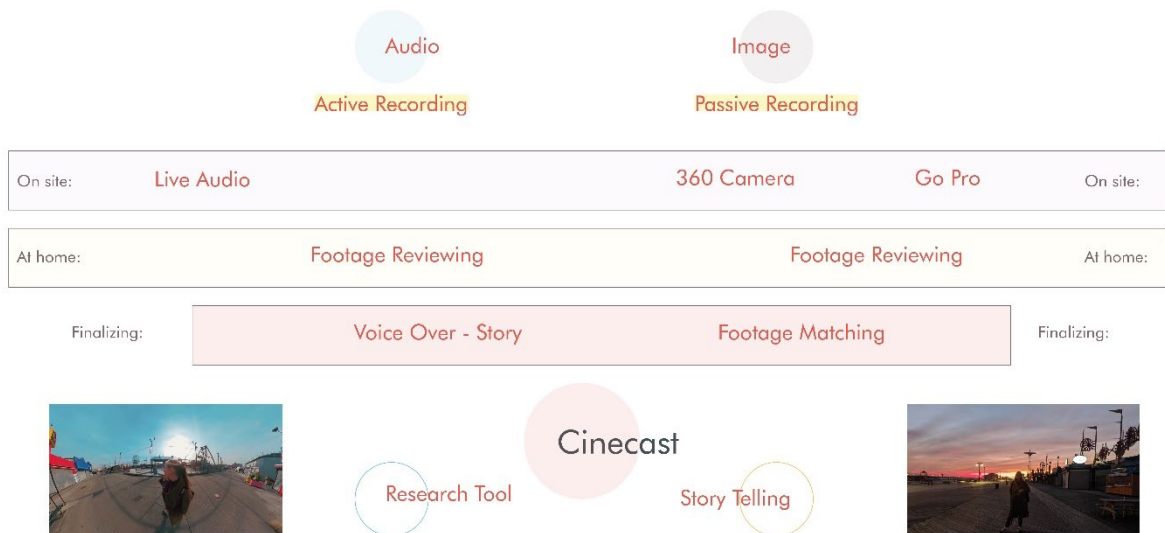 Audio Image
Active Recording Passive Recording
On site: Live Audio 360 Camera Go Pro On site:
At home: Footage Reviewing Footage Reviewing At home:
Finalizing: Voice Over - Story Footage Matching Finalizing:
Cinecast
Research Tool Story Telling